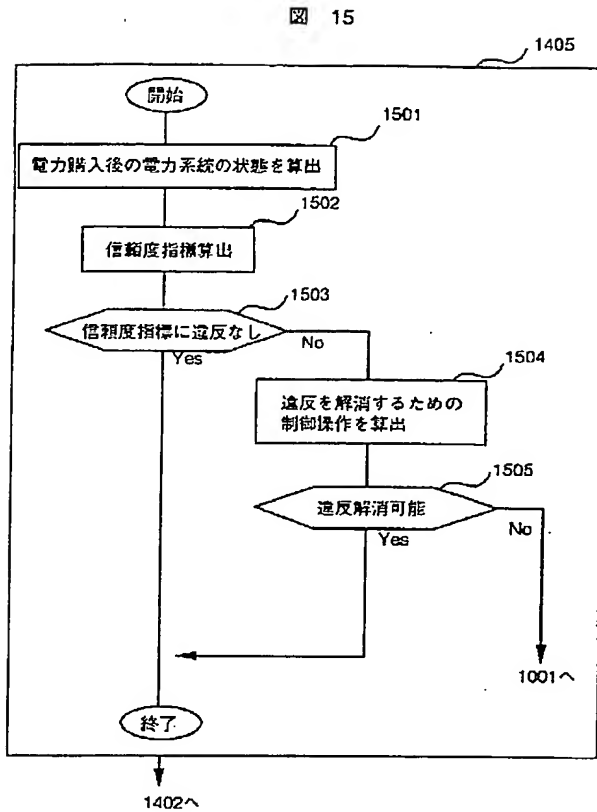 図 15
1405
開始
1501
電力購入後の電力系統の状態を算出
1502
信頼度指標算出
1503
信頼度指標に違反なし
Yes
No
1504
違反を解消するための
制御操作を算出
1505
違反解消可能
Yes
No
1001へ
終了
1402へ